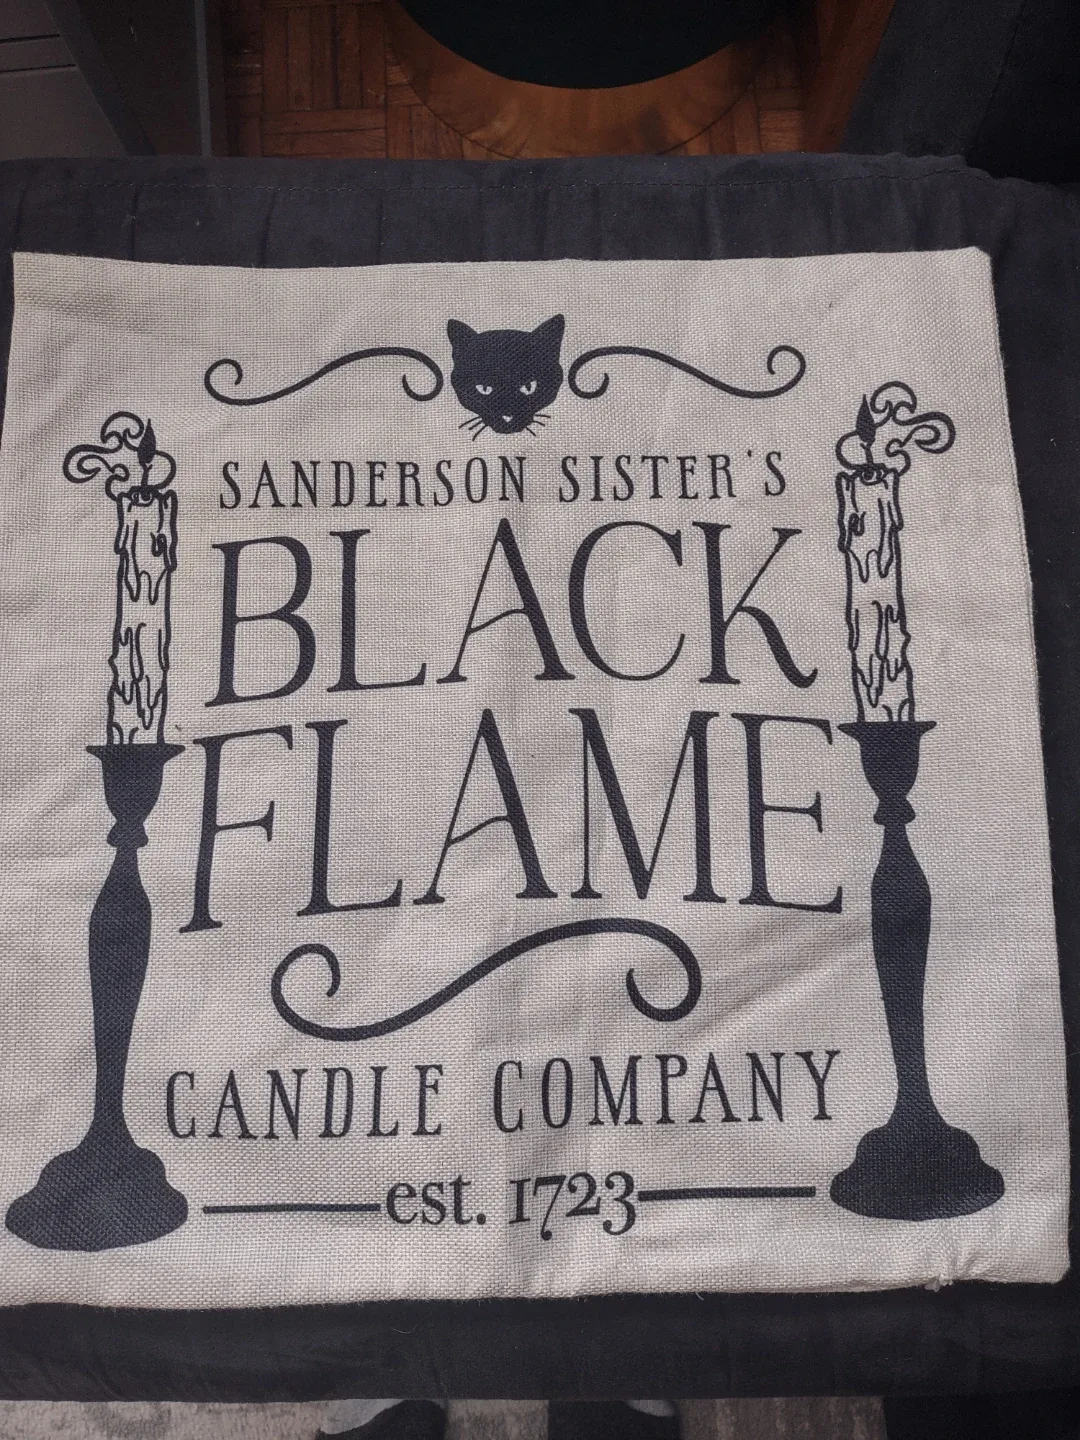 SANDERSON SISTER'S
BLACK
FLAME
CANDLE COMPANY
est. 1723